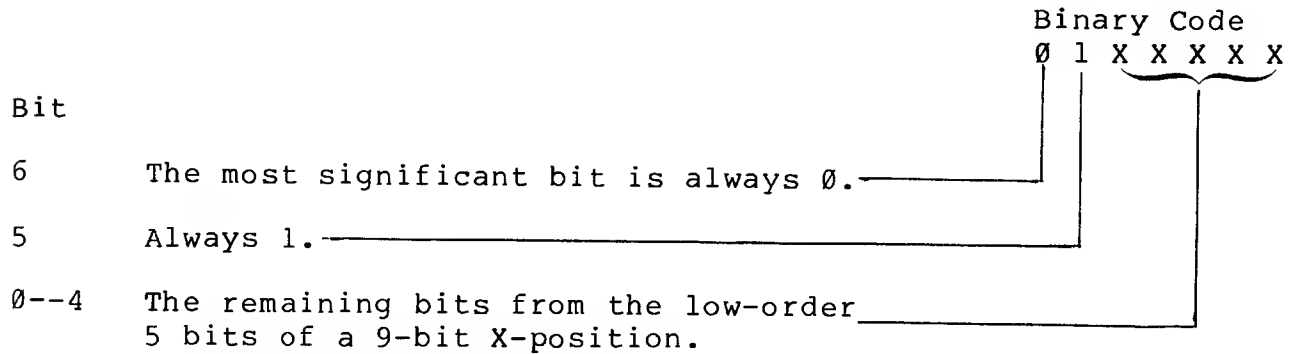 Binary Code
Ø 1 X X X X X
Bit
6 The most significant bit is always Ø.
5 Always 1.
Ø--4 The remaining bits from the low-order
5 bits of a 9-bit X-position.